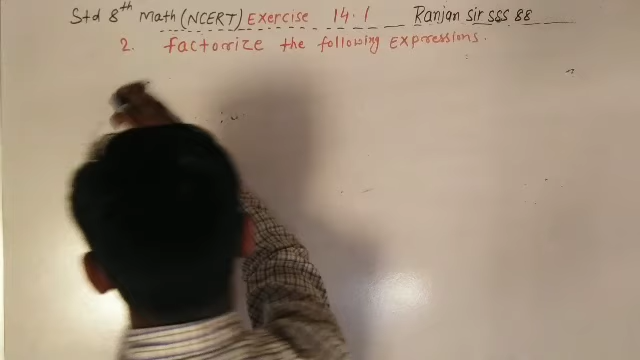 Std 8th Math (NCERT) Exercise 14.1 Ranjan sir sss 88
2. factorize the following expressions.